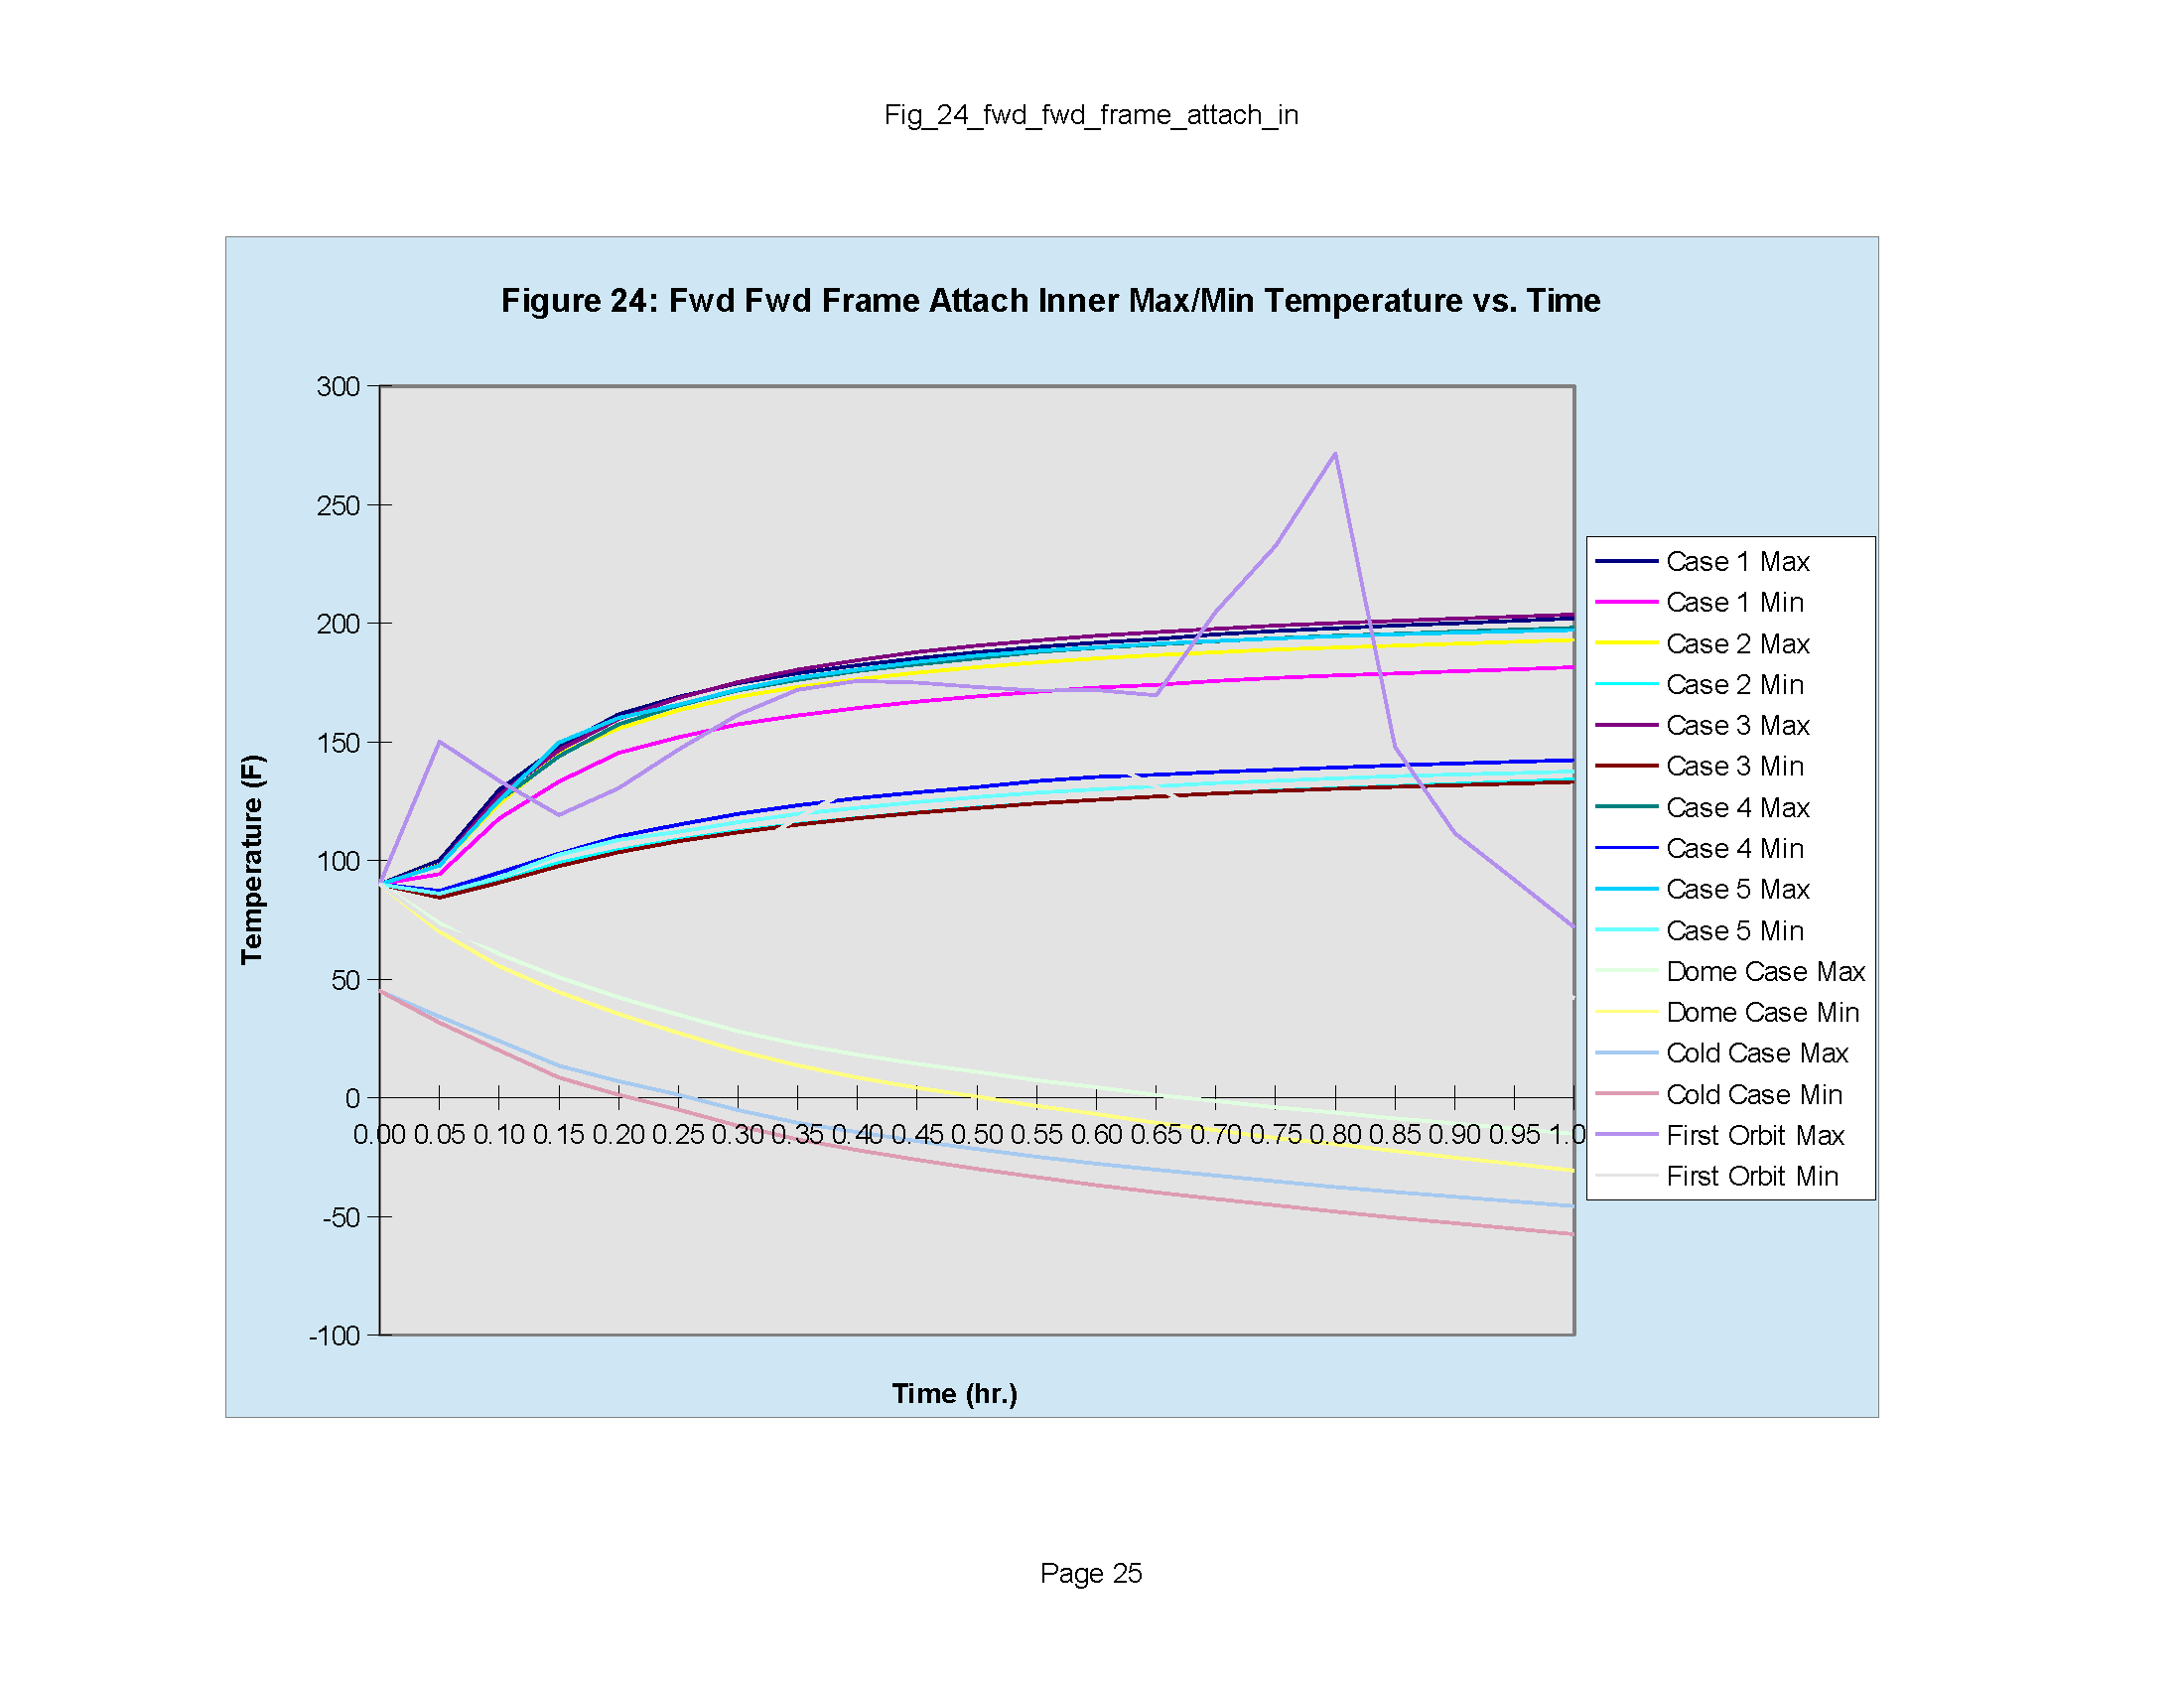 Fig_24_fwd_fwd_frame_attach_in
Figure 24: Fwd Fwd Frame Attach Inner Max/Min Temperature vs. Time
300
250
200
150
100
50
0
-50
-100
Temperature (F)
0.00 0.05 0.10 0.15 0.20 0.25 0.30 0.35 0.40 0.45 0.50 0.55 0.60 0.65 0.70 0.75 0.80 0.85 0.90 0.95 1.0
Time (hr.)
Case 1 Max
Case 1 Min
Case 2 Max
Case 2 Min
Case 3 Max
Case 3 Min
Case 4 Max
Case 4 Min
Case 5 Max
Case 5 Min
Dome Case Max
Dome Case Min
Cold Case Max
Cold Case Min
First Orbit Max
First Orbit Min
Page 25